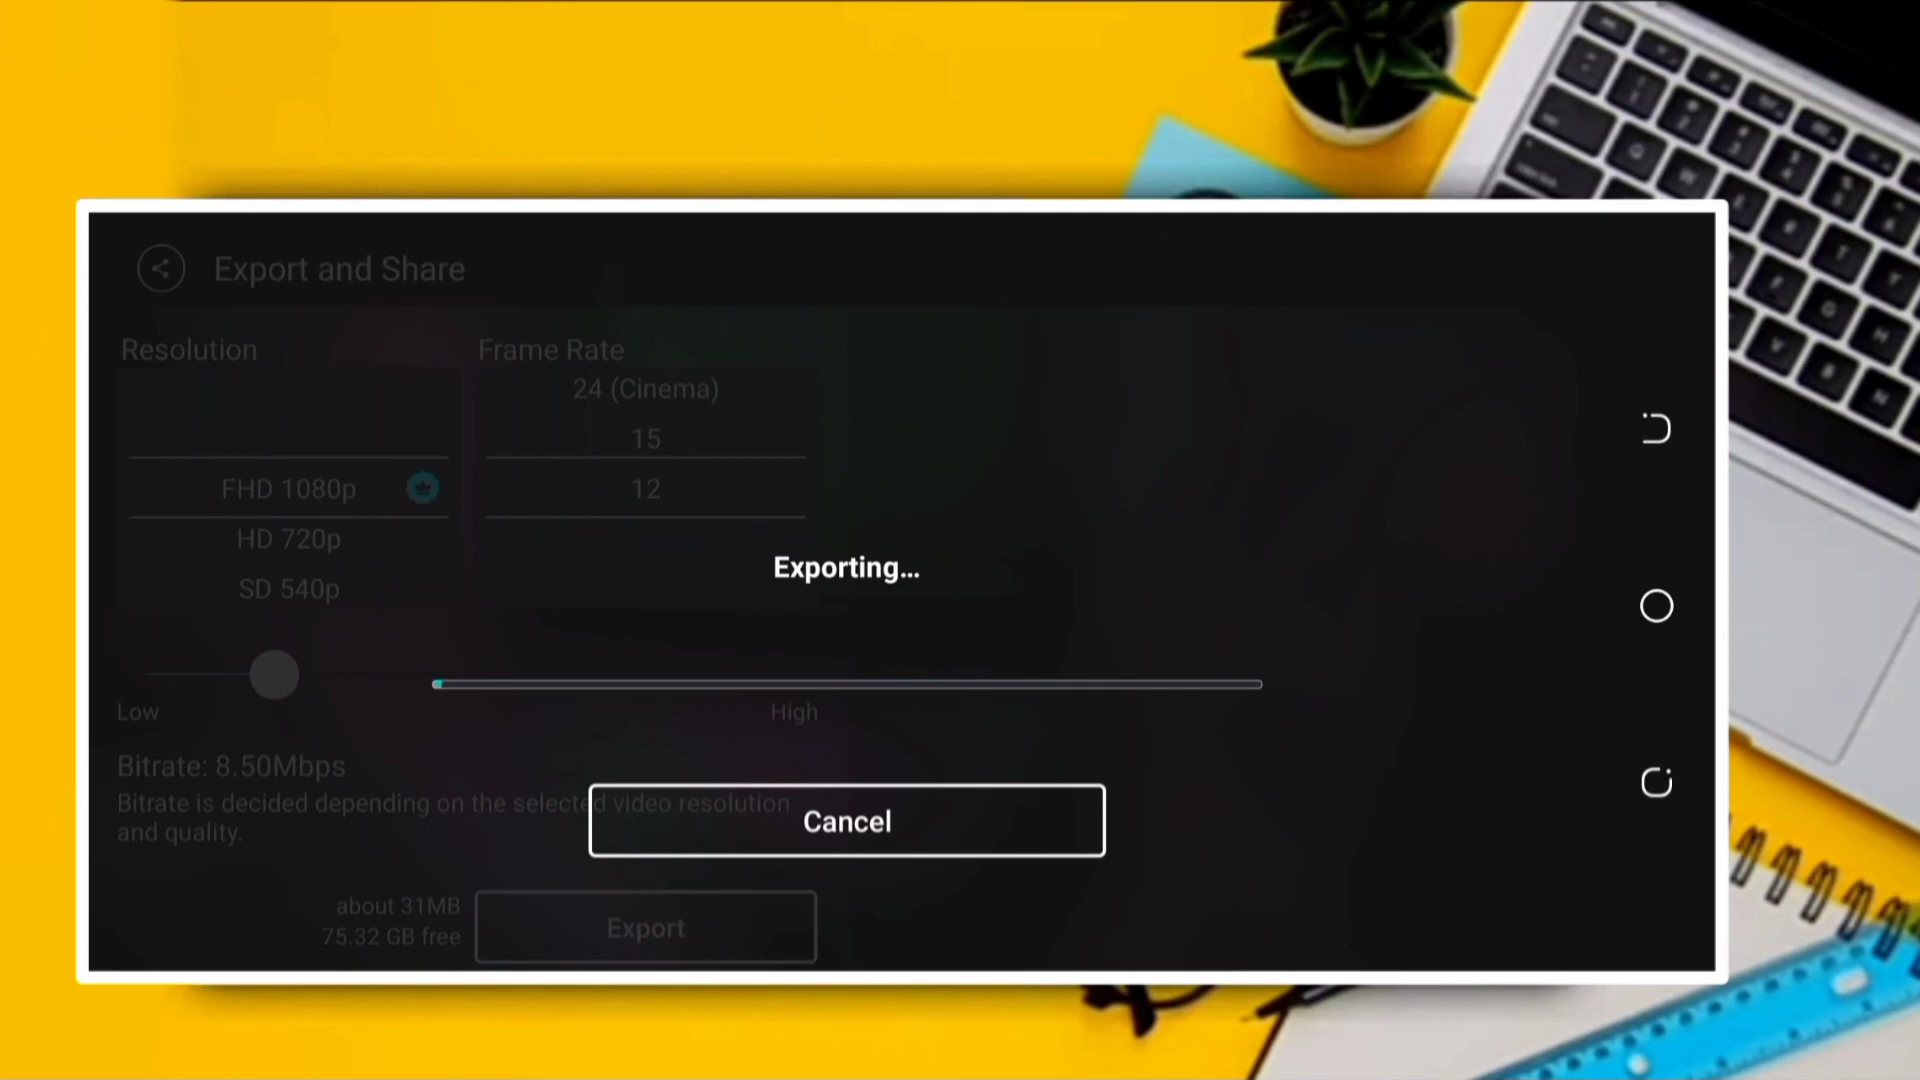 Export and Share
Resolution
Frame Rate
24 (Cinema)
15
FHD 1080p
12
HD 720p
SD 540p
Exporting...
Low
High
Bitrate: 8.50Mbps
Bitrate is decided depending on the selected video resolution
and quality.
Cancel
about 31MB
75.32 GB free
Export